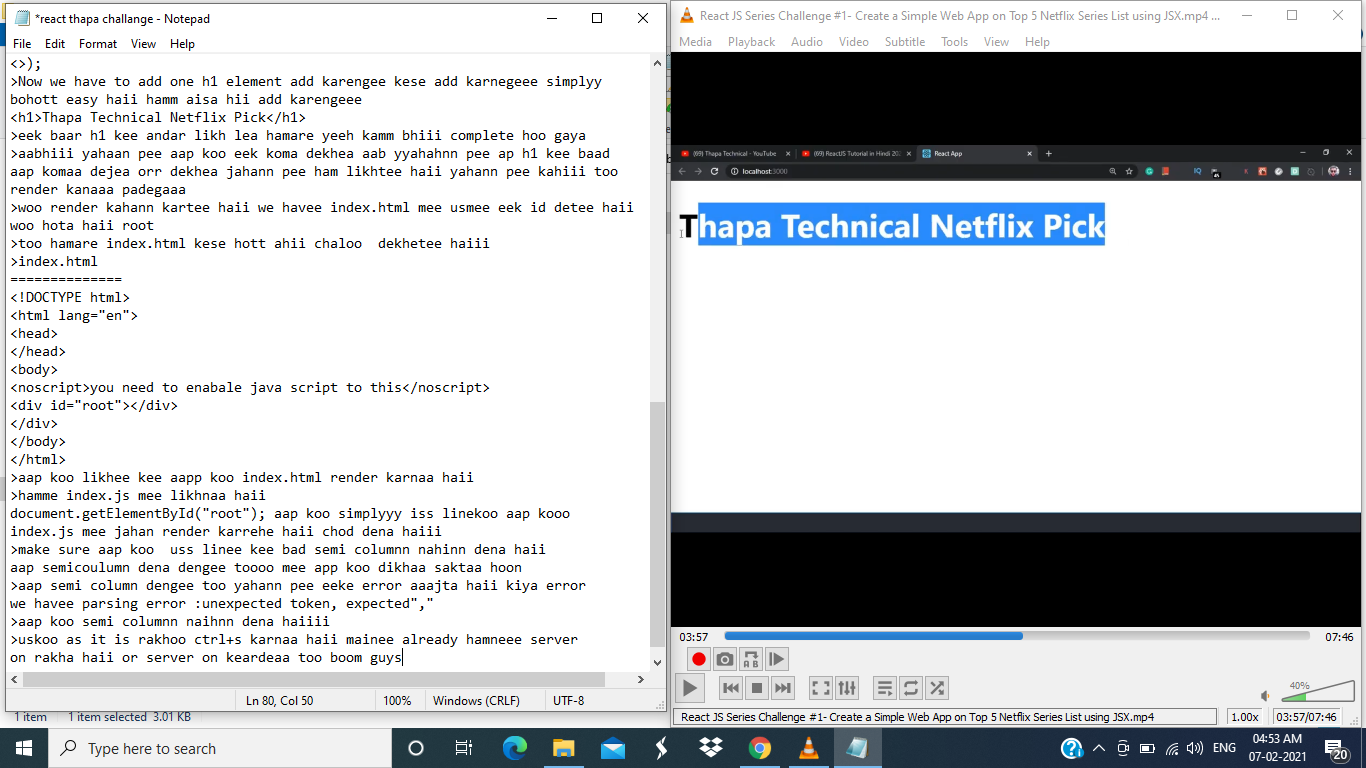 *react thapa challange - Notepad
File Edit Format View Help
<>);
>Now we have to add one h1 element add karengee kese add karnegeee simplyy
bohott easy haii hamm aisa hii add karengeee
<h1>Thapa Technical Netflix Pick</h1>
>eek baar h1 kee andar likh lea hamare yeeh kamm bhiii complete hoo gaya
>aabhiii yahaan pee aap koo eek koma dekhea aab yyahahnn pee ap h1 kee baad
aap komaa dejea orr dekhea jahann pee ham likhtee haii yahann pee kahiii too
render kanaaa padegaaa
>woo render kahann kartee haii we havee index.html mee usmee eek id detee haii
woo hota haii root
>too hamare index.html kese hott ahii chaloo  dekhetee haiii
>index.html
==============
<!DOCTYPE html>
<html lang="en">
<head>
</head>
<body>
<noscript>you need to enabale java script to this</noscript>
<div id="root"></div>
</div>
</body>
</html>
>aap koo likhee kee aapp koo index.html render karnaa haii
>hamme index.js mee likhnaa haii
document.getElementById("root"); aap koo simplyyy iss linekoo aap kooo
index.js mee jahan render karrehe haii chod dena haiii
>make sure aap koo  uss linee kee bad semi columnn nahinn dena haii
aap semicoulumn dena dengee toooo mee app koo dikhaa saktaa hoon
>aap semi column dengee too yahann pee eeke error aaajta haii kiya error
we havee parsing error :unexpected token, expected","
>aap koo semi columnn naihnn dena haiiii
>uskoo as it is rakhoo ctrl+s karnaa haii mainee already hamneee server
on rakha haii or server on keardeaa too boom guys
Ln 80, Col 50 100% Windows (CRLF) UTF-8
1 item 1 item selected 3.01 KB
React JS Series Challenge #1- Create a Simple Web App on Top 5 Netflix Series List using JSX.mp4 ...
Media Playback Audio Video Subtitle Tools View Help
(69) Thapa Technical - YouTube (69) ReactJS Tutorial in Hindi 20 React App
localhost:3000
Thapa Technical Netflix Pick
03:57 07:46
40%
React JS Series Challenge #1- Create a Simple Web App on Top 5 Netflix Series List using JSX.mp4 1.00x 03:57/07:46
Type here to search
ENG
04:53 AM
07-02-2021
20